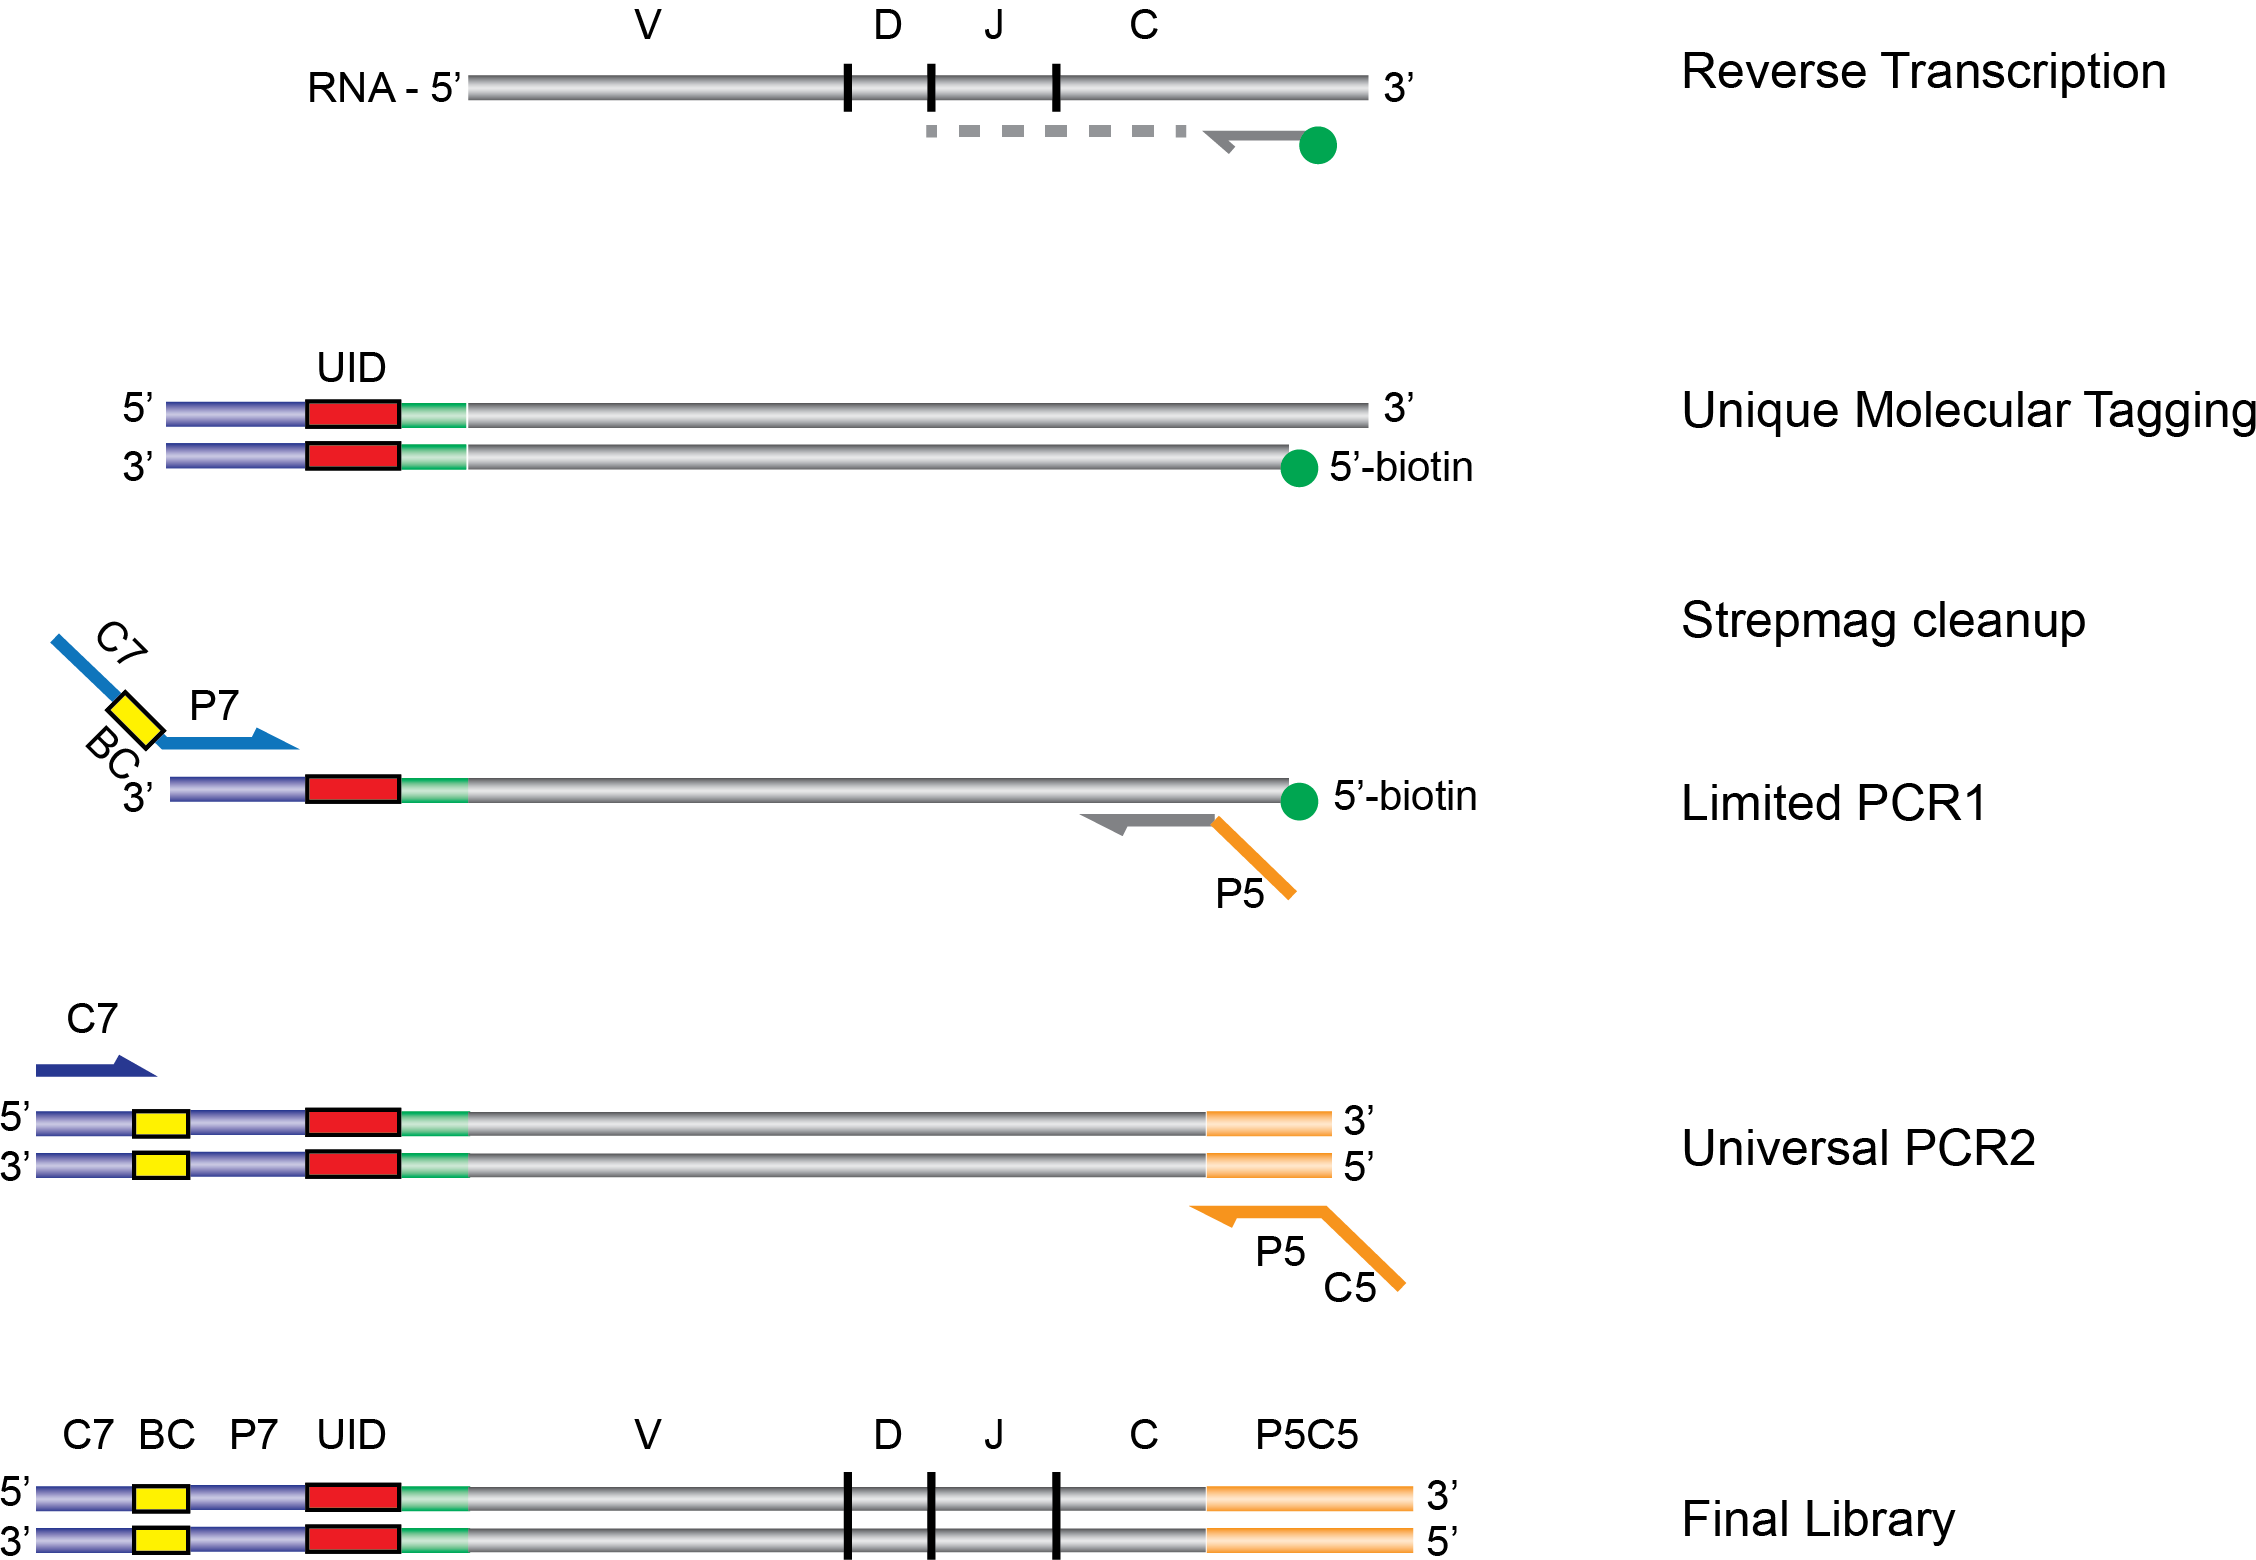 V D J C
RNA - 5’ 3’ Reverse Transcription
UID
5’ 3’ Unique Molecular Tagging
3’ 5’-biotin
Strepmag cleanup
C7
P7
BC
3’ 5’-biotin Limited PCR1
P5
C7
5’ 3’
3’ 5’ Universal PCR2
P5
C5
C7 BC P7 UID V D J C P5C5
5’ 3’
3’ 5’ Final Library